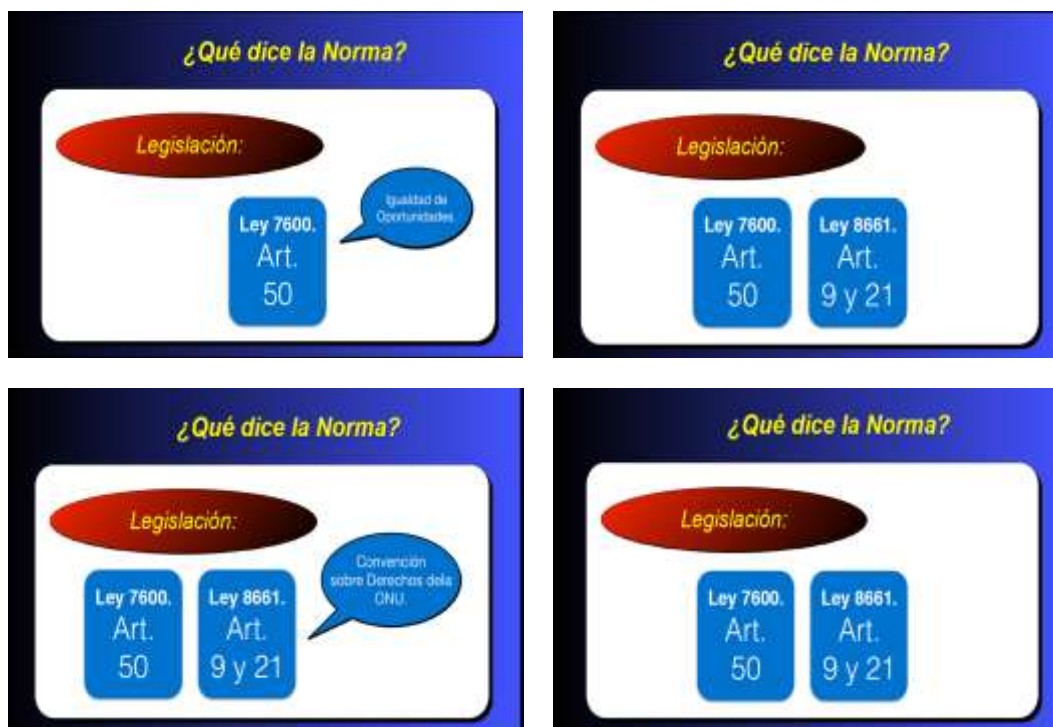 ¿Qué dice la Norma?
Legislación:
Ley 7600.
Art.
50
Igualdad de
Oportunidades
¿Qué dice la Norma?
Legislación:
Ley 7600.
Art.
50
Ley 8661.
Art.
9 y 21
¿Qué dice la Norma?
Legislación:
Ley 7600.
Art.
50
Ley 8661.
Art.
9 y 21
Convención
sobre Derechos dela
ONU.
¿Qué dice la Norma?
Legislación:
Ley 7600.
Art.
50
Ley 8661.
Art.
9 y 21